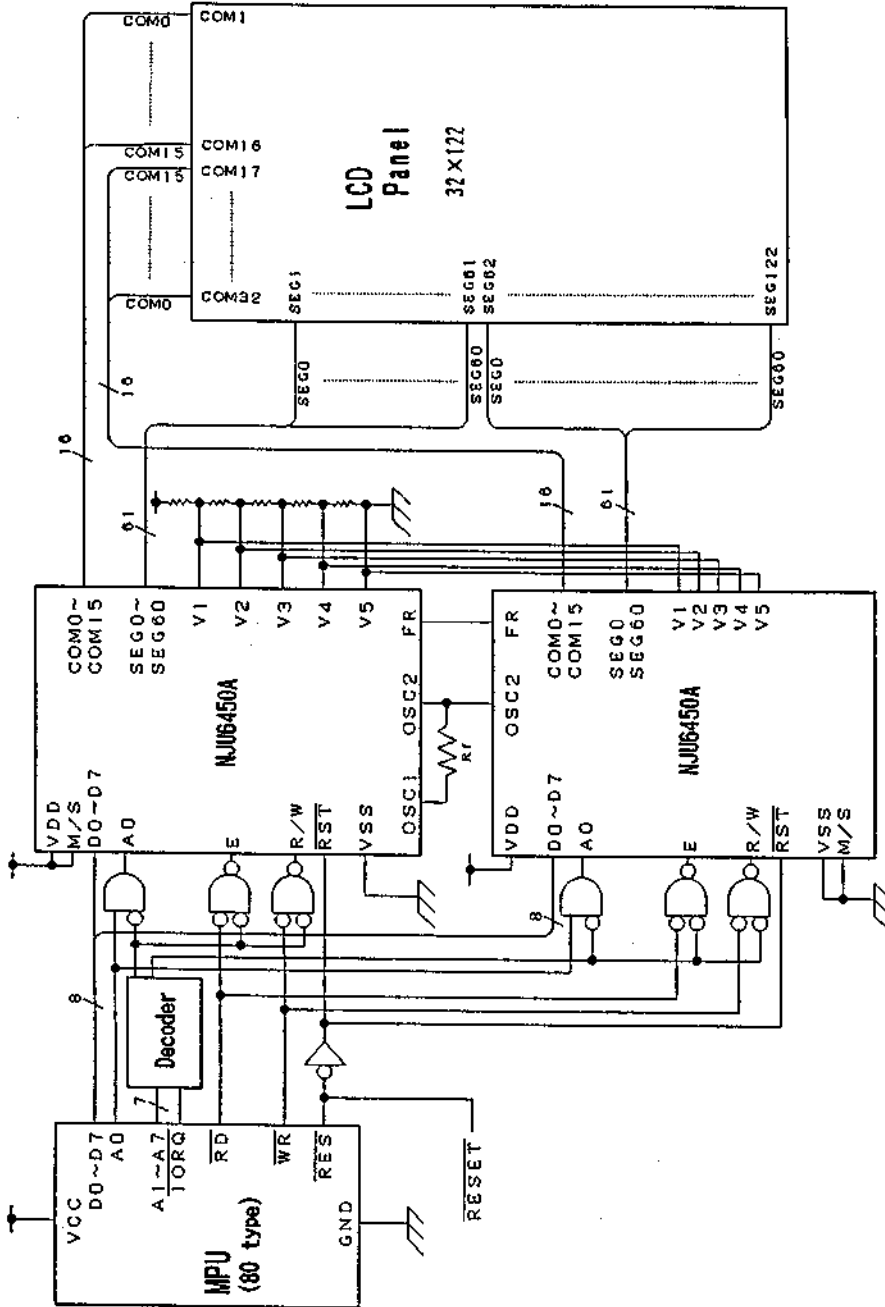 VCC
D0~D7
A0
A1~A7
IORQ
RD
WR
RES
GND
MPU
(80 type)
RESET
8
7
Decoder
VDD
M/S
D0~D7
A0
E
R/W
RST
VSS
NJU6450A
COM0~
COM15
SEG0~
SEG60
V1
V2
V3
V4
V5
OSC1
OSC2
FR
Rf
16
61
16
8
VDD
D0~D7
A0
E
R/W
RST
VSS
M/S
NJU6450A
OSC2
FR
COM0~
COM15
SEG0
SEG60
V1
V2
V3
V4
V5
16
61
COM0
COM15
COM15
COM0
COM1
COM16
COM17
COM32
SEG0
SEG60
SEG0
SEG60
SEG1
SEG61
SEG62
SEG122
LCD
Panel
32×122